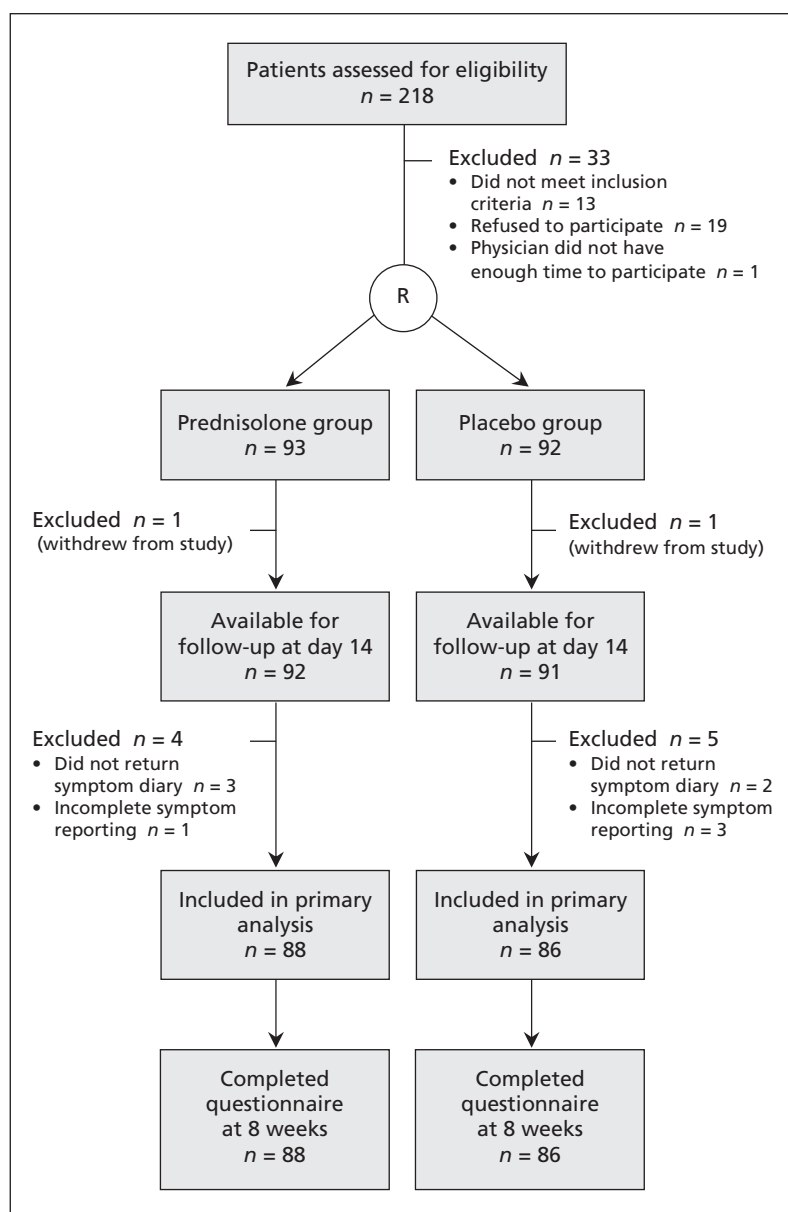 Patients assessed for eligibility
n = 218
Excluded n = 33
• Did not meet inclusion
criteria n = 13
• Refused to participate n = 19
• Physician did not have
enough time to participate n = 1
R
Prednisolone group
n = 93
Placebo group
n = 92
Excluded n = 1
(withdrew from study)
Excluded n = 1
(withdrew from study)
Available for
follow-up at day 14
n = 92
Available for
follow-up at day 14
n = 91
Excluded n = 4
• Did not return
symptom diary n = 3
• Incomplete symptom
reporting n = 1
Excluded n = 5
• Did not return
symptom diary n = 2
• Incomplete symptom
reporting n = 3
Included in primary
analysis
n = 88
Included in primary
analysis
n = 86
Completed
questionnaire
at 8 weeks
n = 88
Completed
questionnaire
at 8 weeks
n = 86